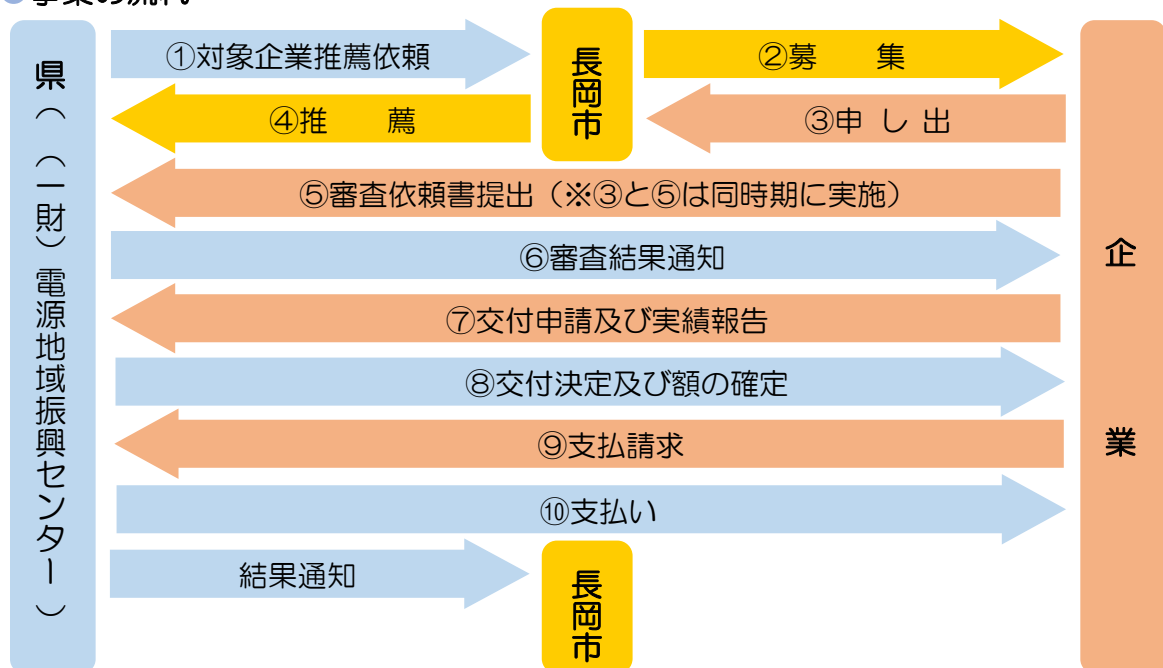 ●事業の流れ
県（（一財）電源地域振興センター）
①対象企業推薦依頼
長岡市
②募　集
企業
④推　薦
③申し出
⑤審査依頼書提出（※③と⑤は同時期に実施）
⑥審査結果通知
⑦交付申請及び実績報告
⑧交付決定及び額の確定
⑨支払請求
⑩支払い
結果通知
長岡市